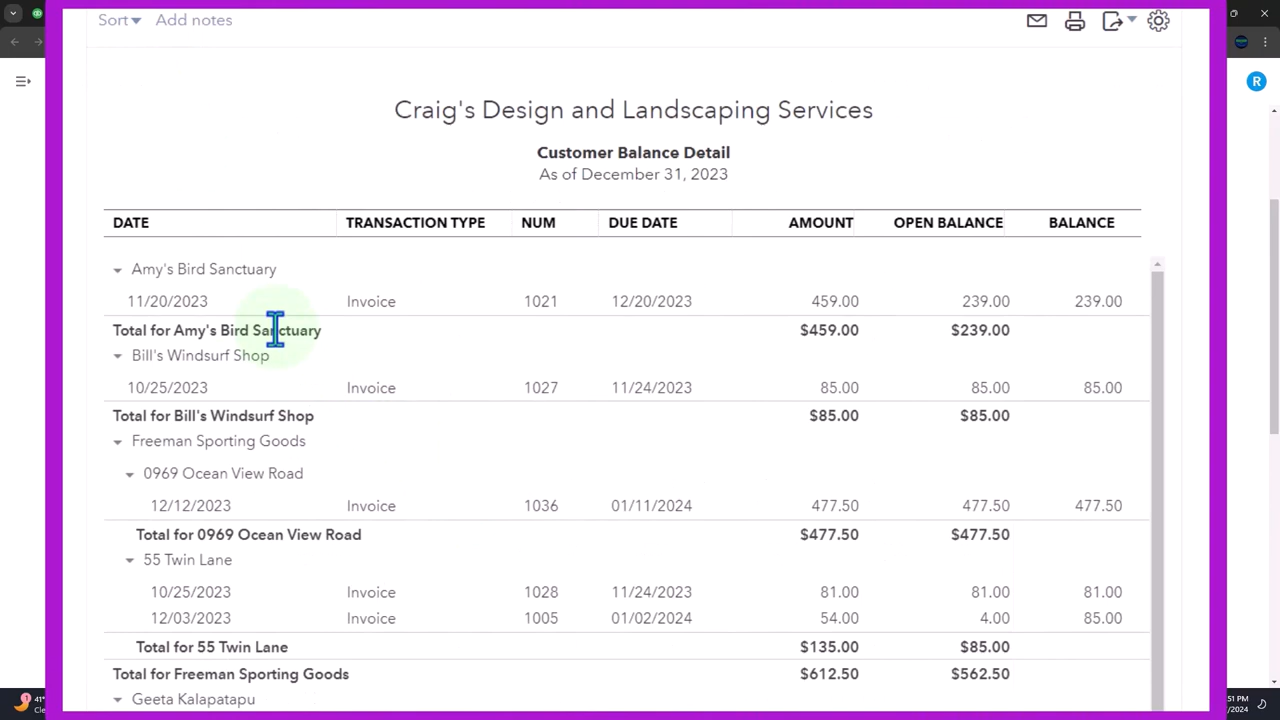 Sort Add notes
R
Craig's Design and Landscaping Services
Customer Balance Detail
As of December 31, 2023
DATE TRANSACTION TYPE NUM DUE DATE AMOUNT OPEN BALANCE BALANCE
Amy's Bird Sanctuary
11/20/2023 Invoice 1021 12/20/2023 459.00 239.00 239.00
Total for Amy's Bird Sanctuary $459.00 $239.00
Bill's Windsurf Shop
10/25/2023 Invoice 1027 11/24/2023 85.00 85.00 85.00
Total for Bill's Windsurf Shop $85.00 $85.00
Freeman Sporting Goods
0969 Ocean View Road
12/12/2023 Invoice 1036 01/11/2024 477.50 477.50 477.50
Total for 0969 Ocean View Road $477.50 $477.50
55 Twin Lane
10/25/2023 Invoice 1028 11/24/2023 81.00 81.00 81.00
12/03/2023 Invoice 1005 01/02/2024 54.00 4.00 85.00
Total for 55 Twin Lane $135.00 $85.00
Total for Freeman Sporting Goods $612.50 $562.50
Geeta Kalapatapu